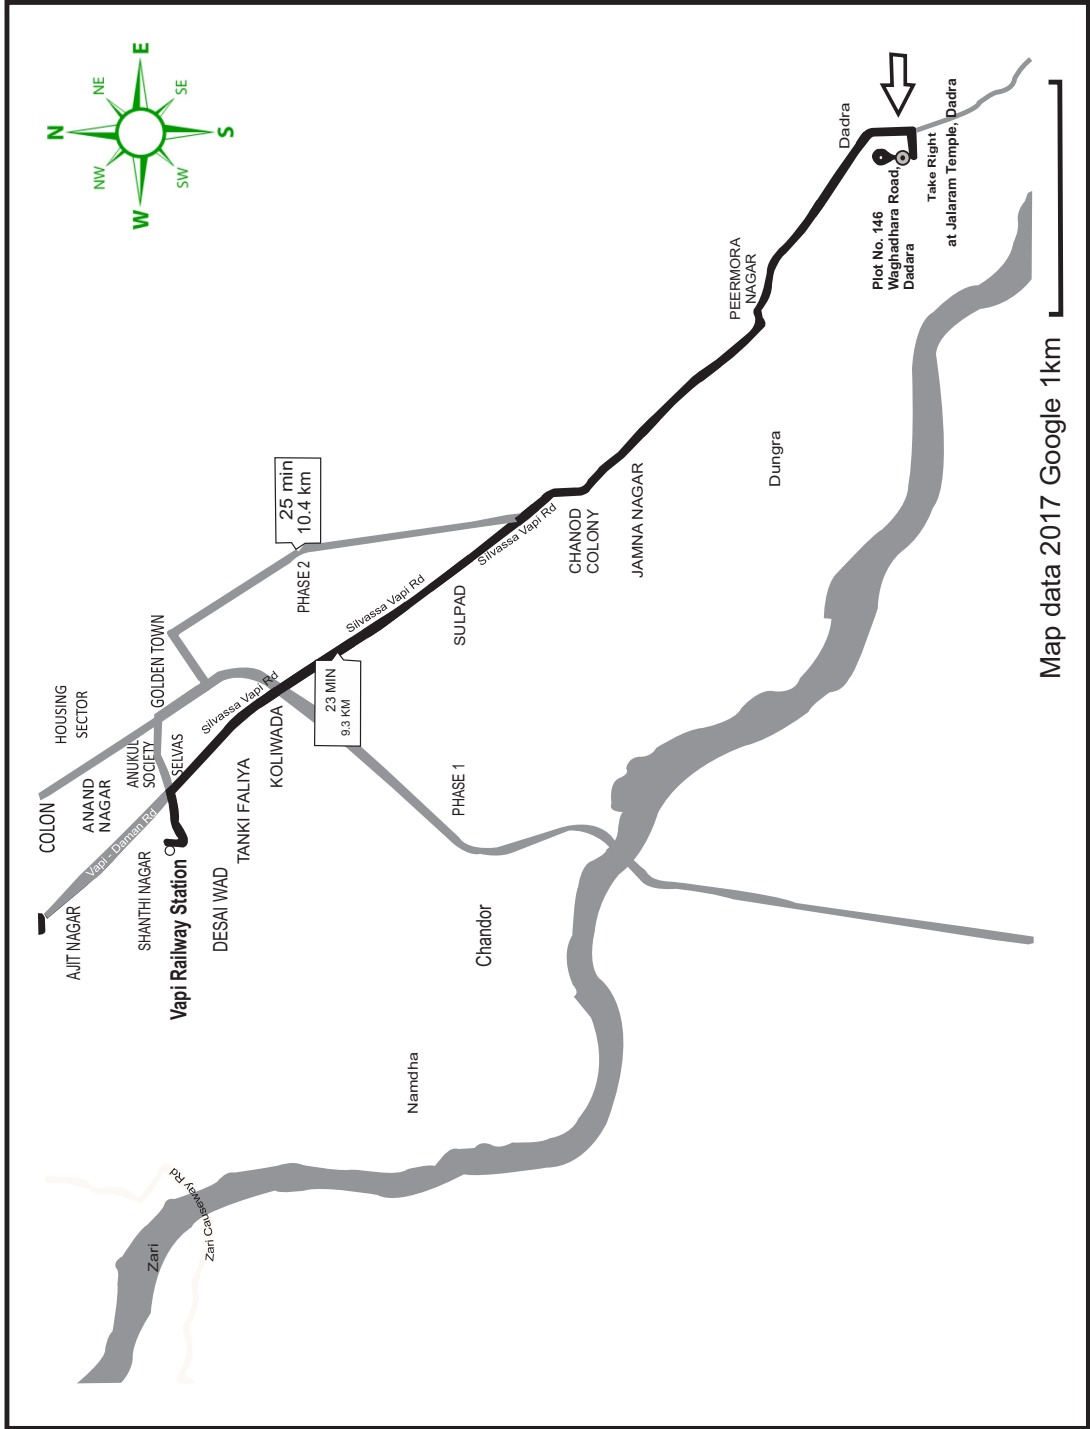 N
NE
E
SE
S
SW
W
NW
COLON
HOUSING
SECTOR
AJIT NAGAR
ANAND
NAGAR
Vapi - Daman Rd
ANUKUL
SOCIETY
GOLDEN TOWN
SELVAS
SHANTHI NAGAR
Vapi Railway Station
DESAI WAD
TANKI FALIYA
KOLIWADA
Silvassa Vapi Rd
25 min
10.4 km
PHASE 2
23 MIN
9.3 KM
Silvassa Vapi Rd
SULPAD
PHASE 1
Silvassa Vapi Rd
CHANOD
COLONY
JAMNA NAGAR
PEERMORA
NAGAR
Dungra
Dadra
Plot No. 146
Waghadhara Road,
Dadara
Take Right
at Jalaram Temple, Dadra
Chandor
Namdha
Zari
Zari Causeway Rd
Map data 2017 Google 1km